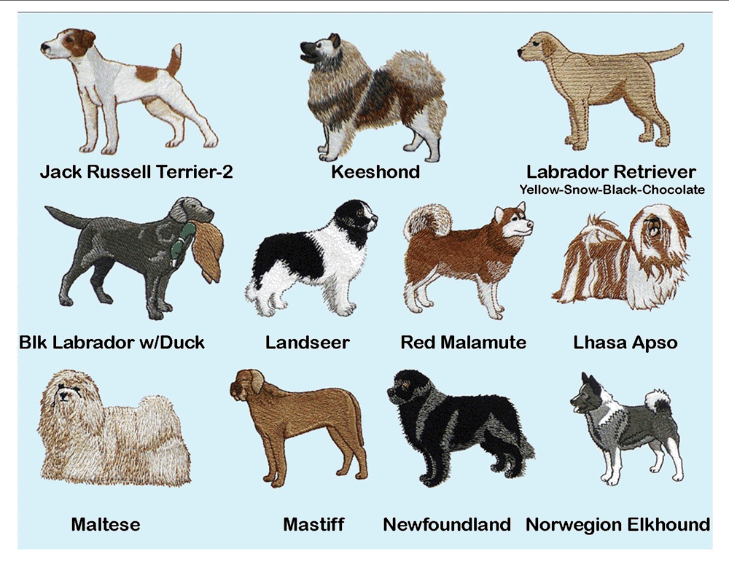 Jack Russell Terrier-2
Keeshond
Labrador Retriever
Yellow-Snow-Black-Chocolate
Blk Labrador w/Duck
Landseer
Red Malamute
Lhasa Apso
Maltese
Mastiff
Newfoundland
Norwegion Elkhound